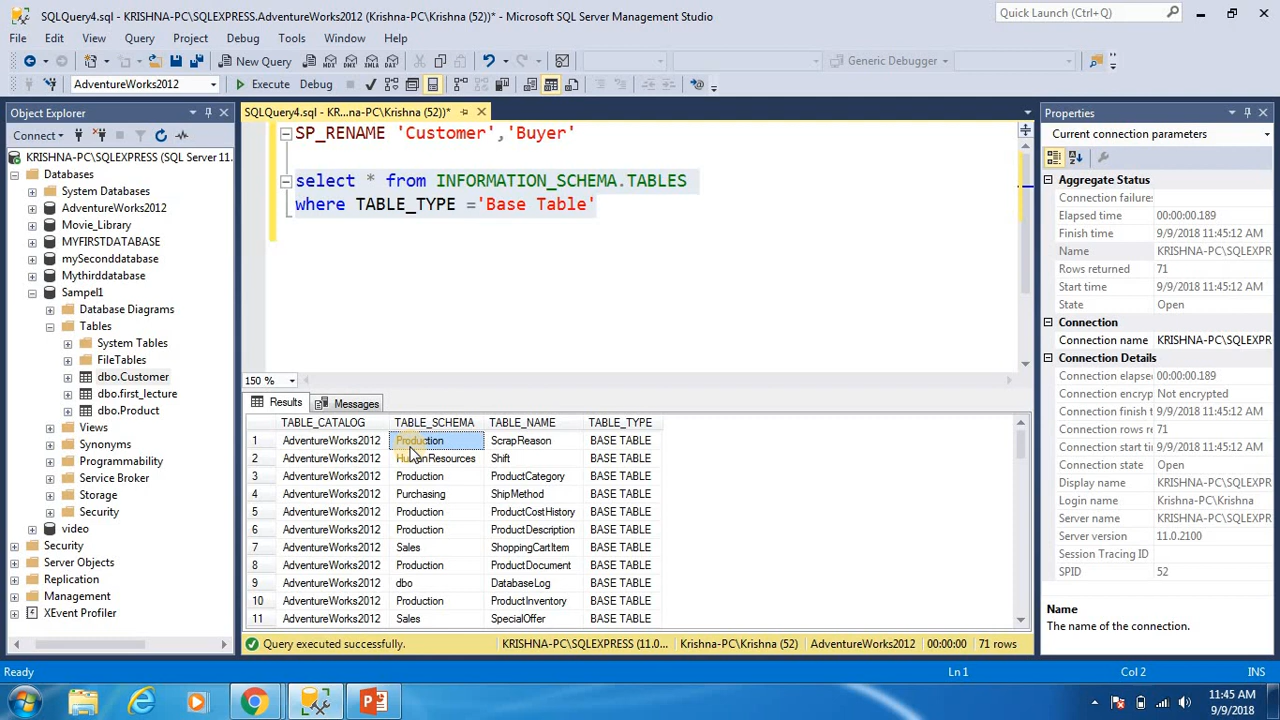 SQLQuery4.sql - KRISHNA-PC\SQLEXPRESS.AdventureWorks2012 (Krishna-PC\Krishna (52))* - Microsoft SQL Server Management Studio
Quick Launch (Ctrl+Q)
File Edit View Query Project Debug Tools Window Help
New Query
Generic Debugger
AdventureWorks2012
Execute Debug
Object Explorer
Connect
KRISHNA-PC\SQLEXPRESS (SQL Server 11.
Databases
System Databases
AdventureWorks2012
Movie_Library
MYFIRSTDATABASE
mySeconddatabase
Mythirddatabase
Sampel1
Database Diagrams
Tables
System Tables
FileTables
dbo.Customer
dbo.first_lecture
dbo.Product
Views
Synonyms
Programmability
Service Broker
Storage
Security
video
Security
Server Objects
Replication
Management
XEvent Profiler
SQLQuery4.sql - KR...na-PC\Krishna (52))*
SP_RENAME 'Customer','Buyer'
select * from INFORMATION_SCHEMA.TABLES
where TABLE_TYPE ='Base Table'
150 %
Results Messages
TABLE_CATALOG TABLE_SCHEMA TABLE_NAME TABLE_TYPE
1 AdventureWorks2012 Production ScrapReason BASE TABLE
2 AdventureWorks2012 HumanResources Shift BASE TABLE
3 AdventureWorks2012 Production ProductCategory BASE TABLE
4 AdventureWorks2012 Purchasing ShipMethod BASE TABLE
5 AdventureWorks2012 Production ProductCostHistory BASE TABLE
6 AdventureWorks2012 Production ProductDescription BASE TABLE
7 AdventureWorks2012 Sales ShoppingCartItem BASE TABLE
8 AdventureWorks2012 Production ProductDocument BASE TABLE
9 AdventureWorks2012 dbo DatabaseLog BASE TABLE
10 AdventureWorks2012 Production ProductInventory BASE TABLE
11 AdventureWorks2012 Sales SpecialOffer BASE TABLE
Query executed successfully. KRISHNA-PC\SQLEXPRESS (11.0... Krishna-PC\Krishna (52) AdventureWorks2012 00:00:00 71 rows
Properties
Current connection parameters
Aggregate Status
Connection failures
Elapsed time 00:00:00.189
Finish time 9/9/2018 11:45:12 AM
Name KRISHNA-PC\SQLEXPR
Rows returned 71
Start time 9/9/2018 11:45:12 AM
State Open
Connection
Connection name KRISHNA-PC\SQLEXPR
Connection Details
Connection elapse 00:00:00.189
Connection encryp Not encrypted
Connection finish t 9/9/2018 11:45:12 AM
Connection rows r 71
Connection start ti 9/9/2018 11:45:12 AM
Connection state Open
Display name KRISHNA-PC\SQLEXPR
Login name Krishna-PC\Krishna
Server name KRISHNA-PC\SQLEXPR
Server version 11.0.2100
Session Tracing ID
SPID 52
Name
The name of the connection.
Ready Ln 1 Col 2 INS
11:45 AM
9/9/2018